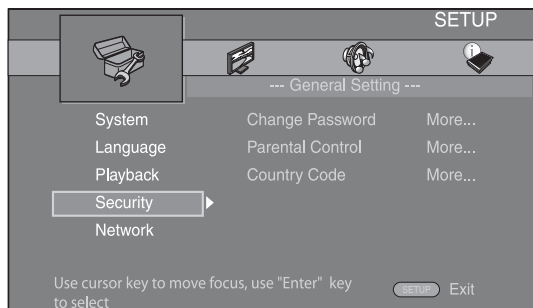 SETUP
--- General Setting ---
System Change Password More...
Language Parental Control More...
Playback Country Code More...
Security
Network
Use cursor key to move focus, use "Enter" key
to select
SETUP Exit